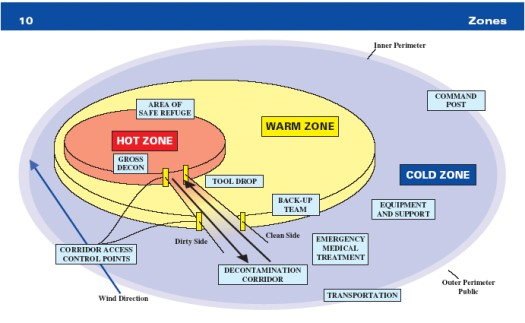 10
Zones
Inner Perimeter
COMMAND
POST
AREA OF
SAFE REFUGE
WARM ZONE
HOT ZONE
GROSS
DECON
COLD ZONE
TOOL DROP
BACK-UP
TEAM
EQUIPMENT
AND SUPPORT
Dirty Side
Clean Side
CORRIDOR ACCESS
CONTROL POINTS
EMERGENCY
MEDICAL
TREATMENT
DECONTAMINATION
CORRIDOR
Outer Perimeter
Public
Wind Direction
TRANSPORTATION